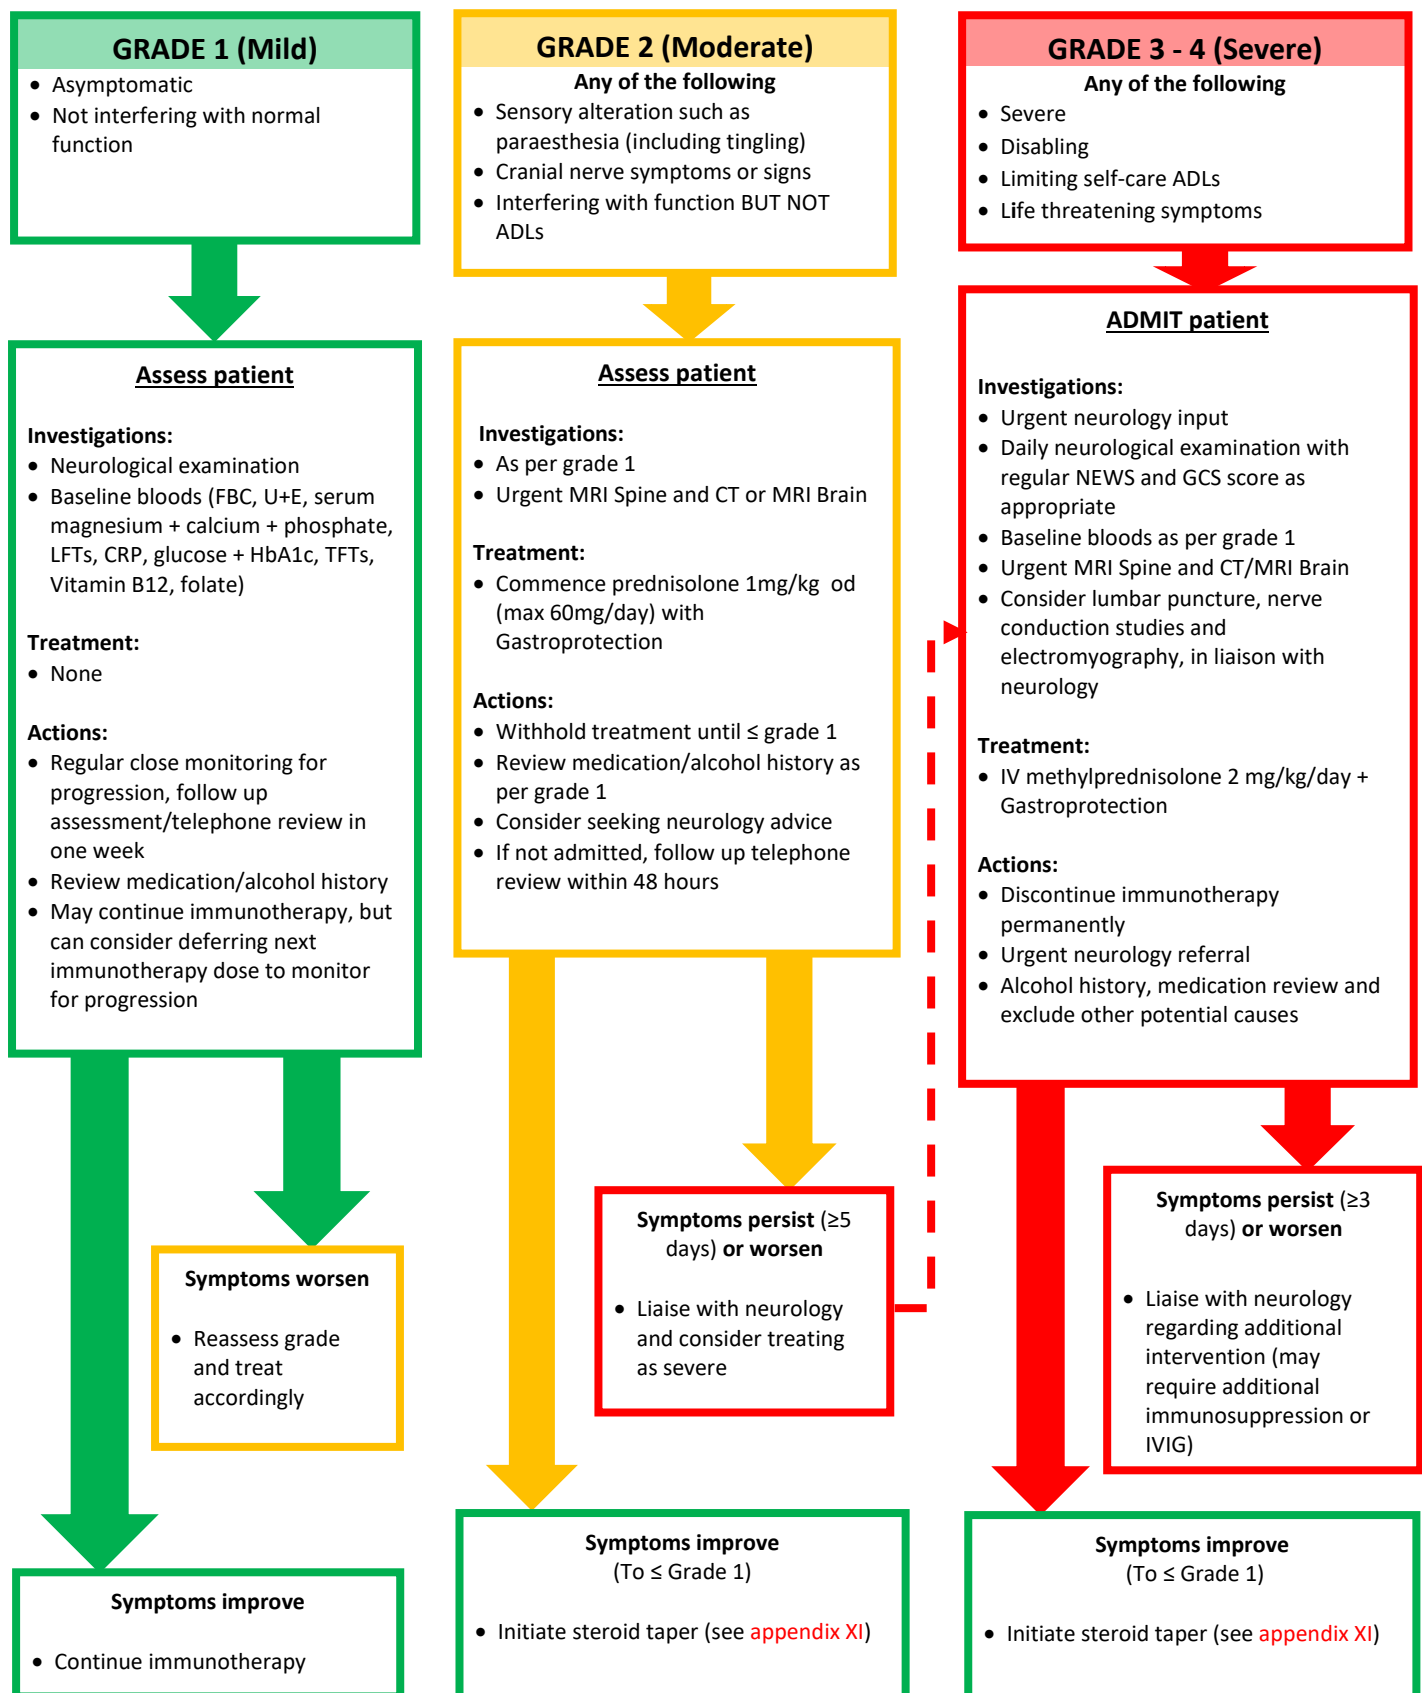 GRADE 1 (Mild)
• Asymptomatic
• Not interfering with normal
function
Assess patient
Investigations:
• Neurological examination
• Baseline bloods (FBC, U+E, serum
magnesium + calcium + phosphate,
LFTs, CRP, glucose + HbA1c, TFTs,
Vitamin B12, folate)
Treatment:
• None
Actions:
• Regular close monitoring for
progression, follow up
assessment/telephone review in
one week
• Review medication/alcohol history
• May continue immunotherapy, but
can consider deferring next
immunotherapy dose to monitor
for progression
Symptoms worsen
• Reassess grade
and treat
accordingly
Symptoms improve
• Continue immunotherapy
GRADE 2 (Moderate)
Any of the following
• Sensory alteration such as
paraesthesia (including tingling)
• Cranial nerve symptoms or signs
• Interfering with function BUT NOT
ADLs
Assess patient
Investigations:
• As per grade 1
• Urgent MRI Spine and CT or MRI Brain
Treatment:
• Commence prednisolone 1mg/kg od
(max 60mg/day) with
Gastroprotection
Actions:
• Withhold treatment until ≤ grade 1
• Review medication/alcohol history as
per grade 1
• Consider seeking neurology advice
• If not admitted, follow up telephone
review within 48 hours
Symptoms persist (≥5
days) or worsen
• Liaise with neurology
and consider treating
as severe
Symptoms improve
(To ≤ Grade 1)
• Initiate steroid taper (see appendix XI)
GRADE 3 - 4 (Severe)
Any of the following
• Severe
• Disabling
• Limiting self-care ADLs
• Life threatening symptoms
ADMIT patient
Investigations:
• Urgent neurology input
• Daily neurological examination with
regular NEWS and GCS score as
appropriate
• Baseline bloods as per grade 1
• Urgent MRI Spine and CT/MRI Brain
• Consider lumbar puncture, nerve
conduction studies and
electromyography, in liaison with
neurology
Treatment:
• IV methylprednisolone 2 mg/kg/day +
Gastroprotection
Actions:
• Discontinue immunotherapy
permanently
• Urgent neurology referral
• Alcohol history, medication review and
exclude other potential causes
Symptoms persist (≥3
days) or worsen
• Liaise with neurology
regarding additional
intervention (may
require additional
immunosuppression or
IVIG)
Symptoms improve
(To ≤ Grade 1)
• Initiate steroid taper (see appendix XI)